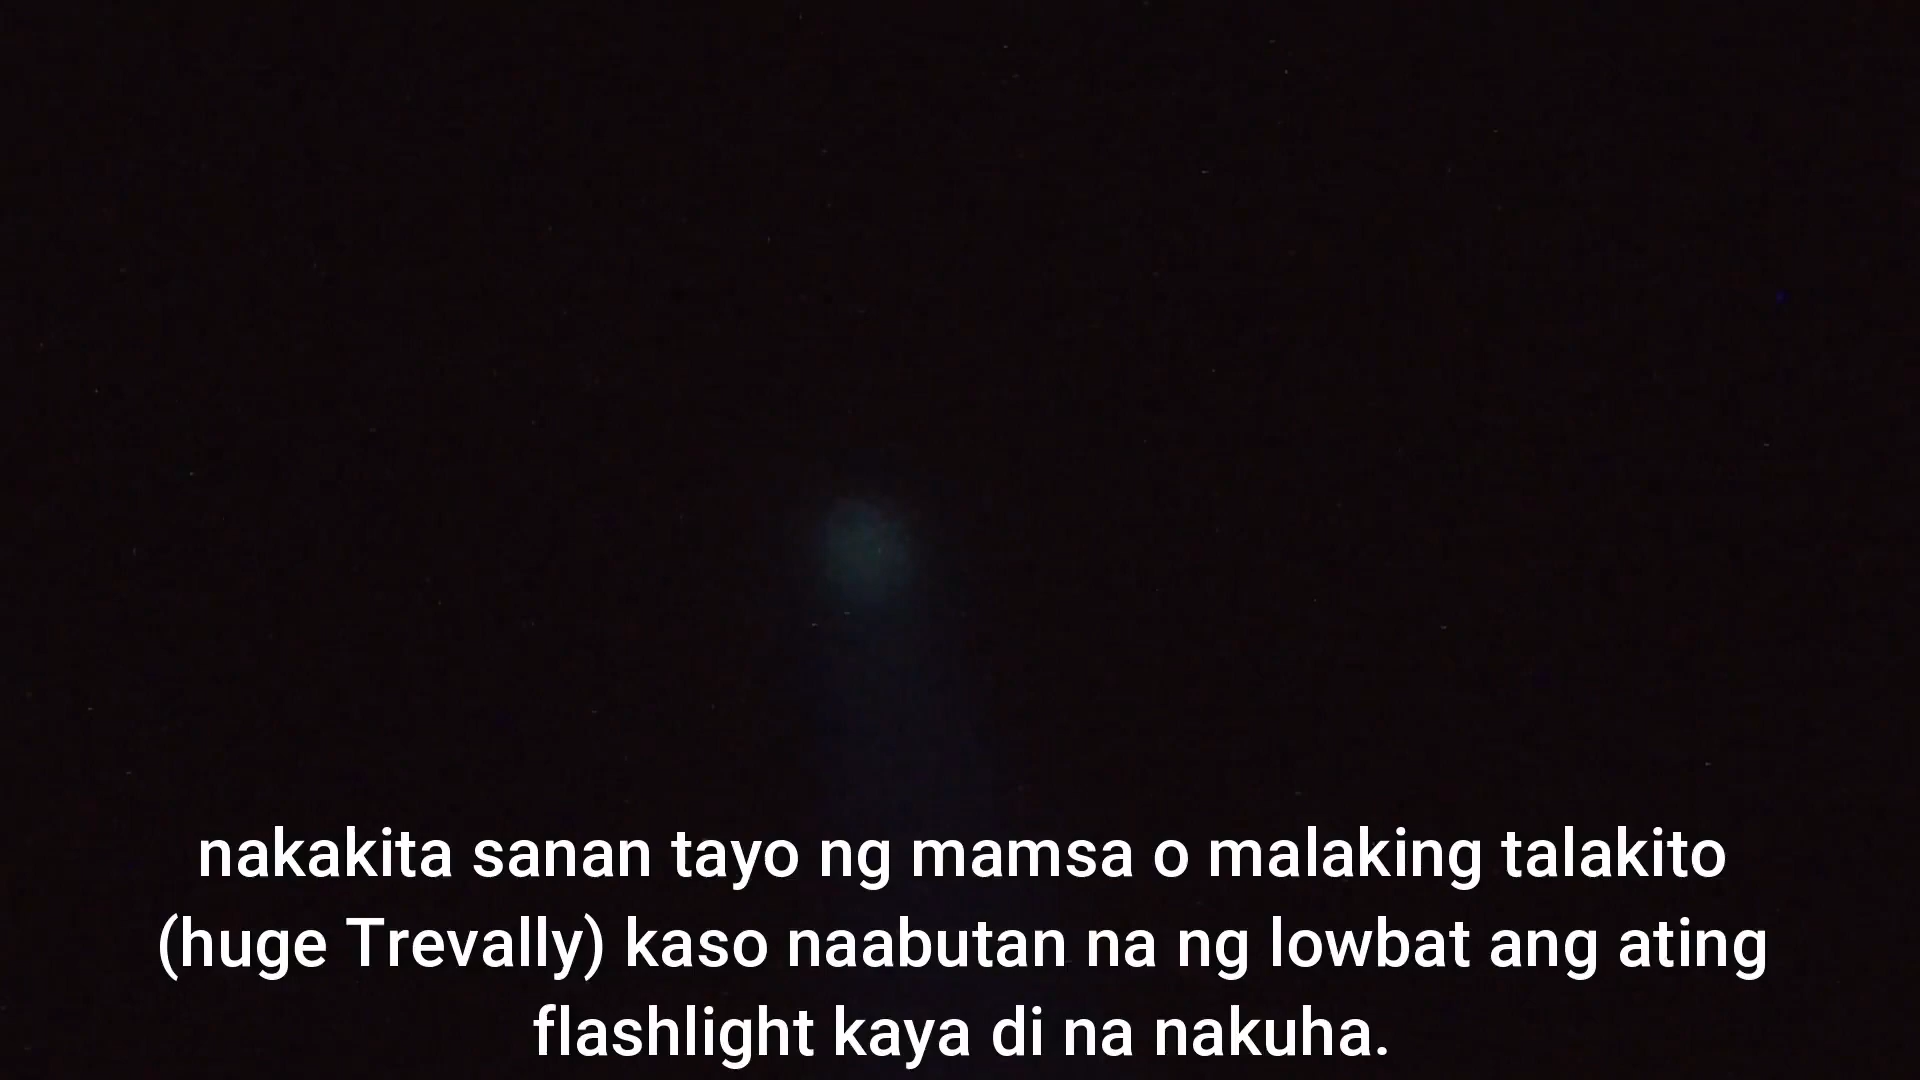 nakakita sanan tayo ng mamsa o malaking talakito
(huge Trevally) kaso naabutan na ng lowbat ang ating
flashlight kaya di na nakuha.